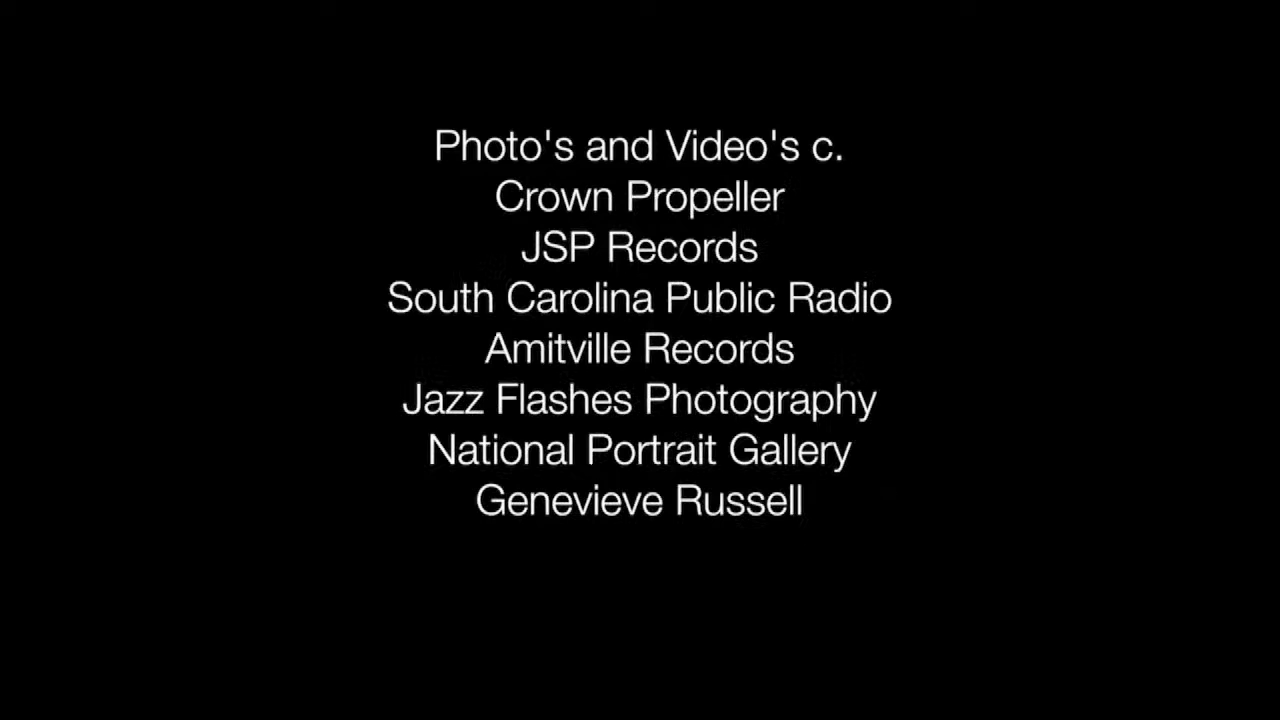 Photo's and Video's c.
Crown Propeller
JSP Records
South Carolina Public Radio
Amitville Records
Jazz Flashes Photography
National Portrait Gallery
Genevieve Russell